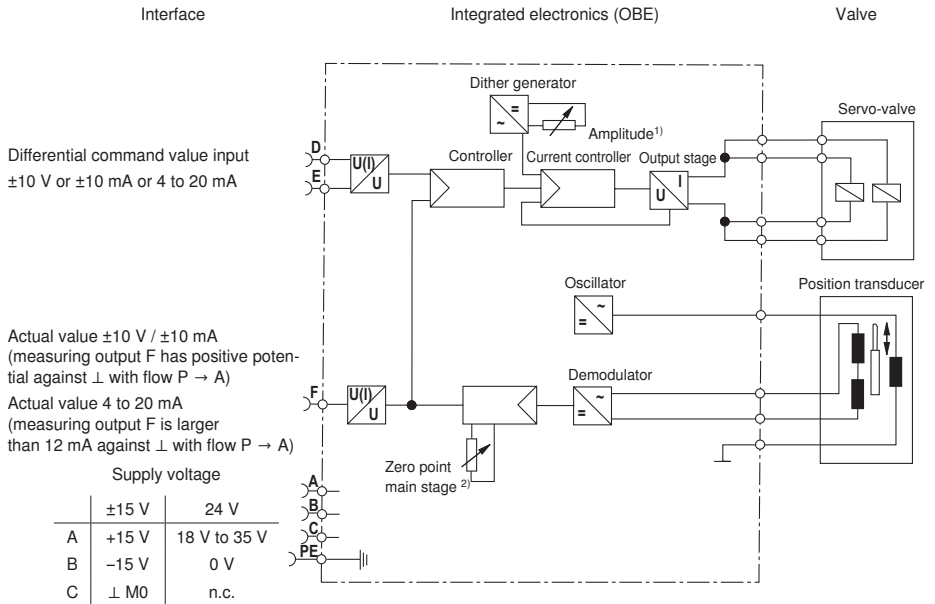 Interface
Integrated electronics (OBE)
Valve
Dither generator
=
~
Amplitude1)
Servo-valve
Differential command value input
±10 V or ±10 mA or 4 to 20 mA
D
E
U(I)
U
Controller
Current controller
Output stage
I
U
Oscillator
~
=
Position transducer
Actual value ±10 V / ±10 mA
(measuring output F has positive poten-
tial against ⊥ with flow P → A)
Actual value 4 to 20 mA
(measuring output F is larger
than 12 mA against ⊥ with flow P → A)
F
U(I)
U
Demodulator
~
=
Zero point
main stage 2)
A
B
C
PE
Supply voltage
±15 V 24 V
A +15 V 18 V to 35 V
B –15 V 0 V
C ⊥ M0 n.c.